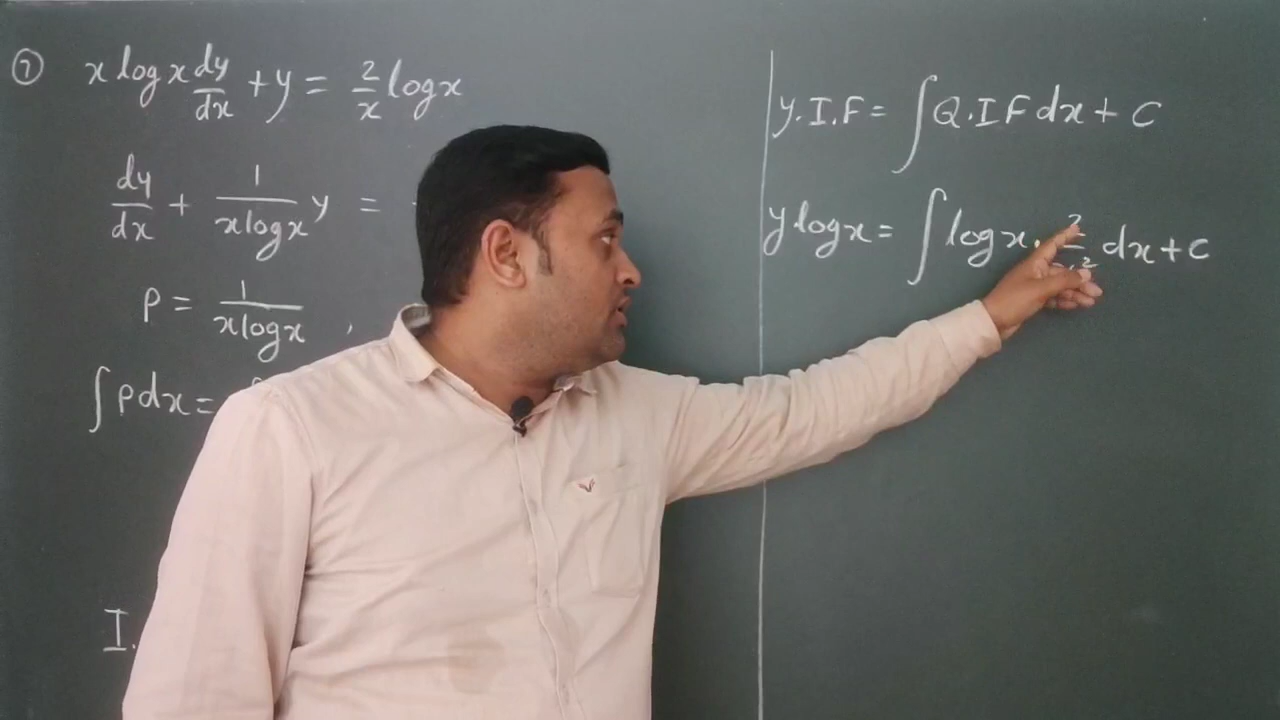 ⑦ x log x dy/dx + y = 2/x log x
dy/dx + 1/(x log x) y =
P = 1/(x log x) ,
∫ P dx =
I.
y. I.F = ∫ Q. I F dx + C
y log x = ∫ log x . 2/x² dx + C